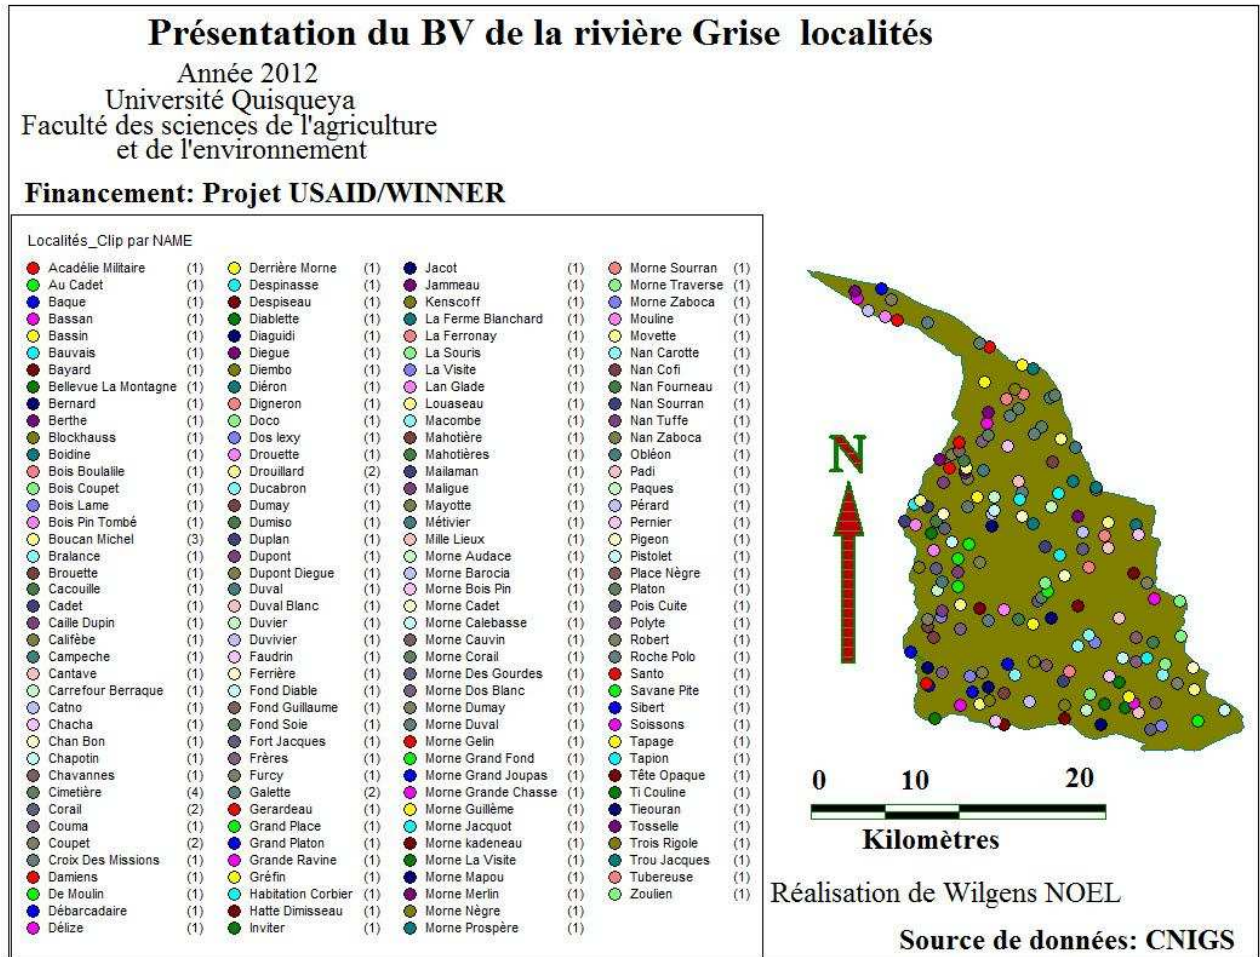 Présentation du BV de la rivière Grise localités
Année 2012
Université Quisqueya
Faculté des sciences de l'agriculture
et de l'environnement
Financement: Projet USAID/WINNER
Localités_Clip par NAME
Acadélie Militaire (1)
Au Cadet (1)
Baque (1)
Bassan (1)
Bassin (1)
Bauvais (1)
Bayard (1)
Bellevue La Montagne (1)
Bernard (1)
Berthe (1)
Blockhauss (1)
Boidine (1)
Bois Boulalile (1)
Bois Coupet (1)
Bois Lame (1)
Bois Pin Tombé (1)
Boucan Michel (3)
Bralance (1)
Brouette (1)
Cacouille (1)
Cadet (1)
Caille Dupin (1)
Califèbe (1)
Campeche (1)
Cantave (1)
Carrefour Berraque (1)
Catno (1)
Chacha (1)
Chan Bon (1)
Chapotin (1)
Chavannes (1)
Cimetière (4)
Corail (2)
Couma (1)
Coupet (2)
Croix Des Missions (1)
Damiens (1)
De Moulin (1)
Débarcadaire (1)
Délize (1)
Derrière Morne (1)
Despinasse (1)
Despiseau (1)
Diablette (1)
Diaguidi (1)
Diegue (1)
Diembo (1)
Diéron (1)
Digneron (1)
Doco (1)
Dos lexy (1)
Drouette (1)
Drouillard (2)
Ducabron (1)
Dumay (1)
Dumiso (1)
Duplan (1)
Dupont (1)
Dupont Diegue (1)
Duval (1)
Duval Blanc (1)
Duvier (1)
Duvivier (1)
Faudrin (1)
Ferrière (1)
Fond Diable (1)
Fond Guillaume (1)
Fond Soie (1)
Fort Jacques (1)
Frères (1)
Furcy (1)
Galette (2)
Gerardeau (1)
Grand Place (1)
Grand Platon (1)
Grande Ravine (1)
Gréfin (1)
Habitation Corbier (1)
Hatte Dimisseau (1)
Inviter (1)
Jacot (1)
Jammeau (1)
Kenscoff (1)
La Ferme Blanchard (1)
La Ferronay (1)
La Souris (1)
La Visite (1)
Lan Glade (1)
Louaseau (1)
Macombe (1)
Mahotière (1)
Mahotières (1)
Mailaman (1)
Maligue (1)
Mayotte (1)
Métivier (1)
Mille Lieux (1)
Morne Audace (1)
Morne Barocia (1)
Morne Bois Pin (1)
Morne Cadet (1)
Morne Calebasse (1)
Morne Cauvin (1)
Morne Corail (1)
Morne Des Gourdes (1)
Morne Dos Blanc (1)
Morne Dumay (1)
Morne Duval (1)
Morne Gelin (1)
Morne Grand Fond (1)
Morne Grand Joupas (1)
Morne Grande Chasse (1)
Morne Guillème (1)
Morne Jacquot (1)
Morne kadeneau (1)
Morne La Visite (1)
Morne Mapou (1)
Morne Merlin (1)
Morne Nègre (1)
Morne Prospère (1)
Morne Sourran (1)
Morne Traverse (1)
Morne Zaboca (1)
Mouline (1)
Movette (1)
Nan Carotte (1)
Nan Cofi (1)
Nan Fourneau (1)
Nan Sourran (1)
Nan Tuffe (1)
Nan Zaboca (1)
Obléon (1)
Padi (1)
Paques (1)
Pérard (1)
Pernier (1)
Pigeon (1)
Pistolet (1)
Place Nègre (1)
Platon (1)
Pois Cuite (1)
Polyte (1)
Robert (1)
Roche Polo (1)
Santo (1)
Savane Pite (1)
Sibert (1)
Soissons (1)
Tapage (1)
Tapion (1)
Tête Opaque (1)
Ti Couline (1)
Tieouran (1)
Tosselle (1)
Trois Rigole (1)
Trou Jacques (1)
Tubereuse (1)
Zoulien (1)
N
0 10 20
Kilomètres
Réalisation de Wilgens NOEL
Source de données: CNIGS